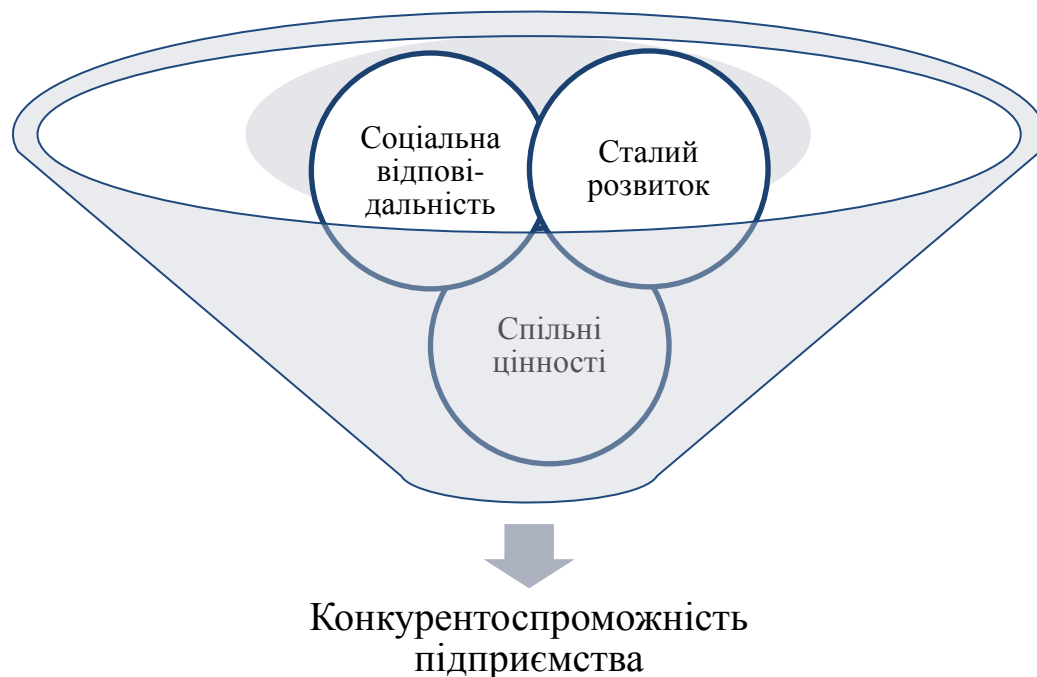 Соціальна
відпові-
дальність
Сталий
розвиток
Спільні
цінності
Конкурентоспроможність
підприємства